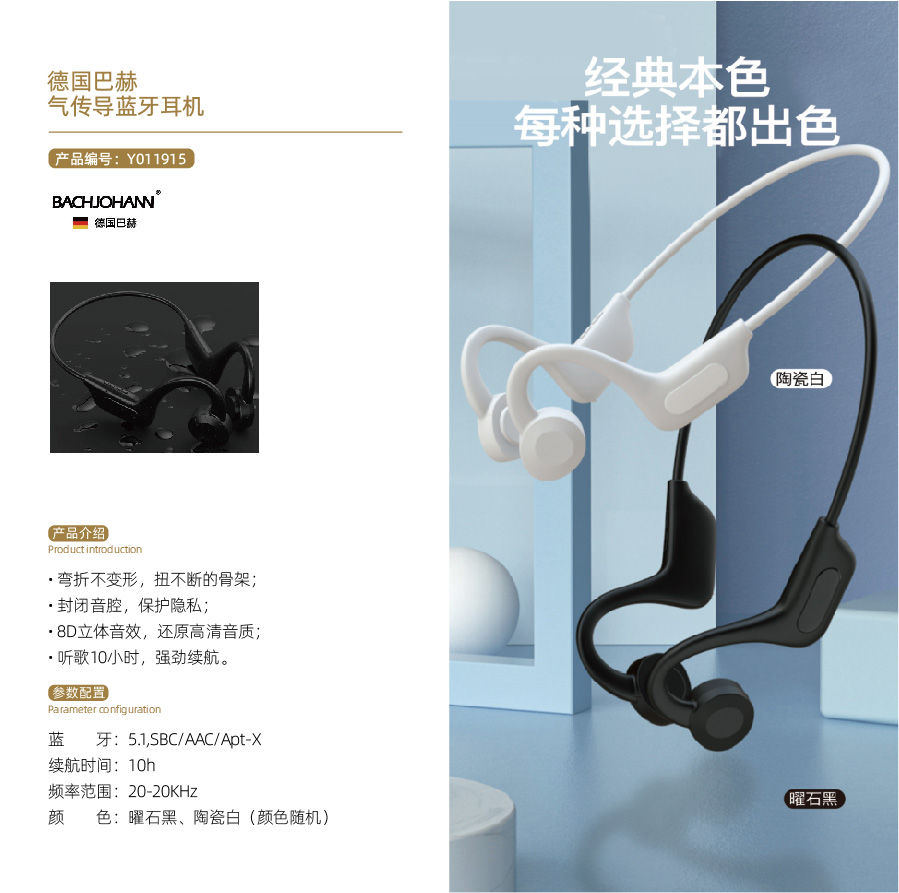 德国巴赫
气传导蓝牙耳机
产品编号：Y011915
BACHJOHANN®
德国巴赫
产品介绍
Product introduction
• 弯折不变形，扭不断的骨架；
• 封闭音腔，保护隐私；
• 8D立体音效，还原高清音质；
• 听歌10小时，强劲续航。
参数配置
Parameter configuration
蓝　　牙：5.1,SBC/AAC/Apt-X
续航时间：10h
频率范围：20-20KHz
颜　　色：曜石黑、陶瓷白（颜色随机）
经典本色
每种选择都出色
陶瓷白
曜石黑